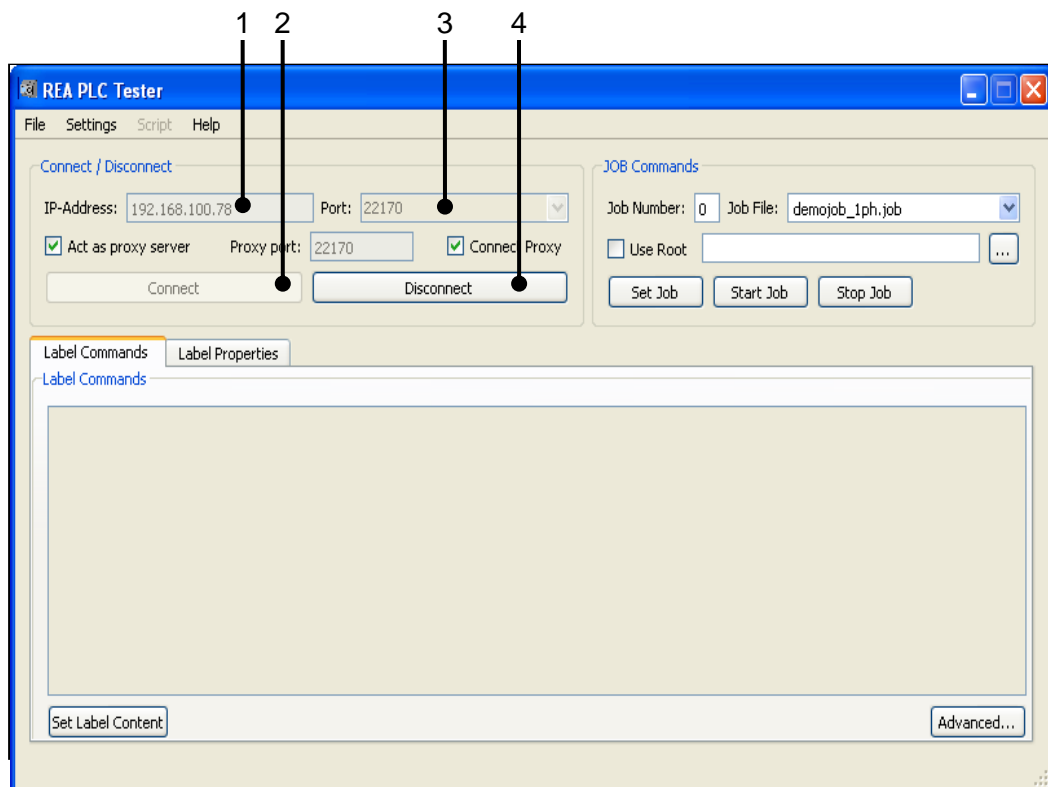 1 2 3 4
REA PLC Tester
File Settings Script Help
Connect / Disconnect
IP-Address: 192.168.100.78 Port: 22170
Act as proxy server Proxy port: 22170 Connect Proxy
Connect Disconnect
JOB Commands
Job Number: 0 Job File: demojob_1ph.job
Use Root ...
Set Job Start Job Stop Job
Label Commands Label Properties
Label Commands
Set Label Content Advanced...